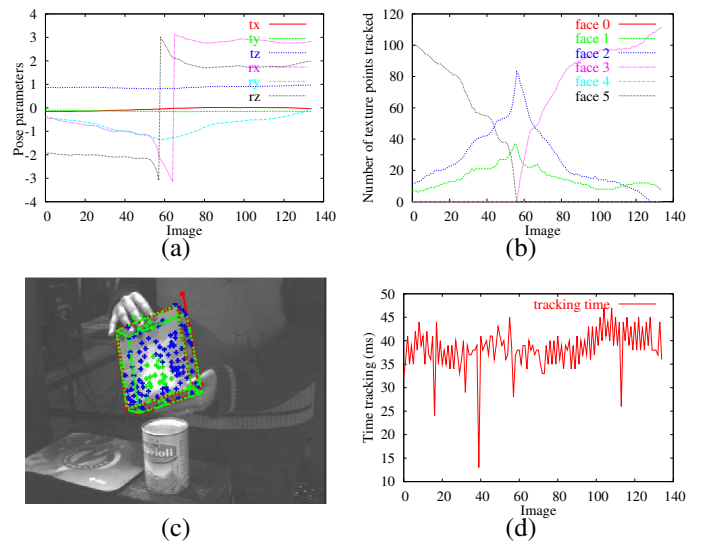 4
3
2
1
0
-1
-2
-3
-4
Pose parameters
tx
ty
tz
rx
ry
rz
0 20 40 60 80 100 120 140
Image
(a)
120
100
80
60
40
20
0
Number of texture points tracked
face 0
face 1
face 2
face 3
face 4
face 5
0 20 40 60 80 100 120 140
Image
(b)
ravioli
(c)
50
45
40
35
30
25
20
15
10
Time tracking (ms)
tracking time
0 20 40 60 80 100 120 140
Image
(d)